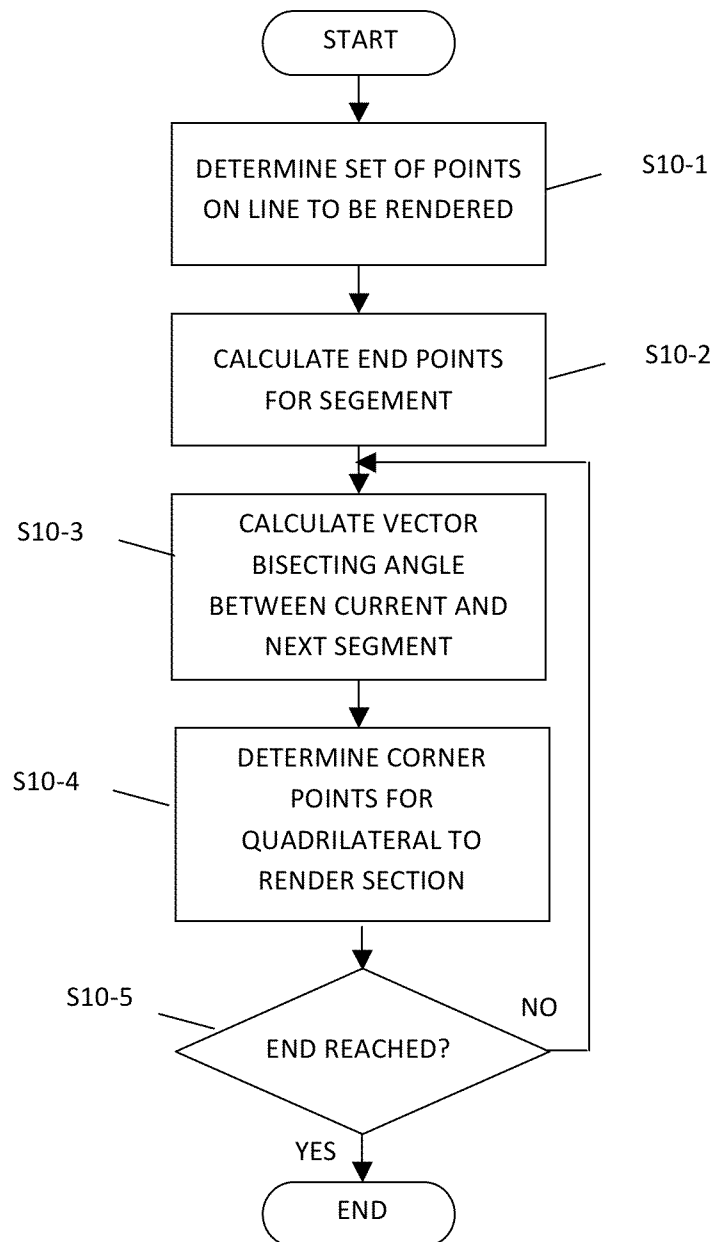 START
DETERMINE SET OF POINTS
ON LINE TO BE RENDERED
S10-1
CALCULATE END POINTS
FOR SEGEMENT
S10-2
S10-3
CALCULATE VECTOR
BISECTING ANGLE
BETWEEN CURRENT AND
NEXT SEGMENT
S10-4
DETERMINE CORNER
POINTS FOR
QUADRILATERAL TO
RENDER SECTION
S10-5
END REACHED?
NO
YES
END